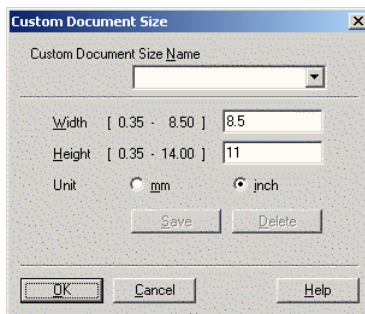 Custom Document Size
Custom Document Size Name
Width [ 0.35 - 8.50 ] 8.5
Height [ 0.35 - 14.00 ] 11
Unit mm inch
Save Delete
OK Cancel Help